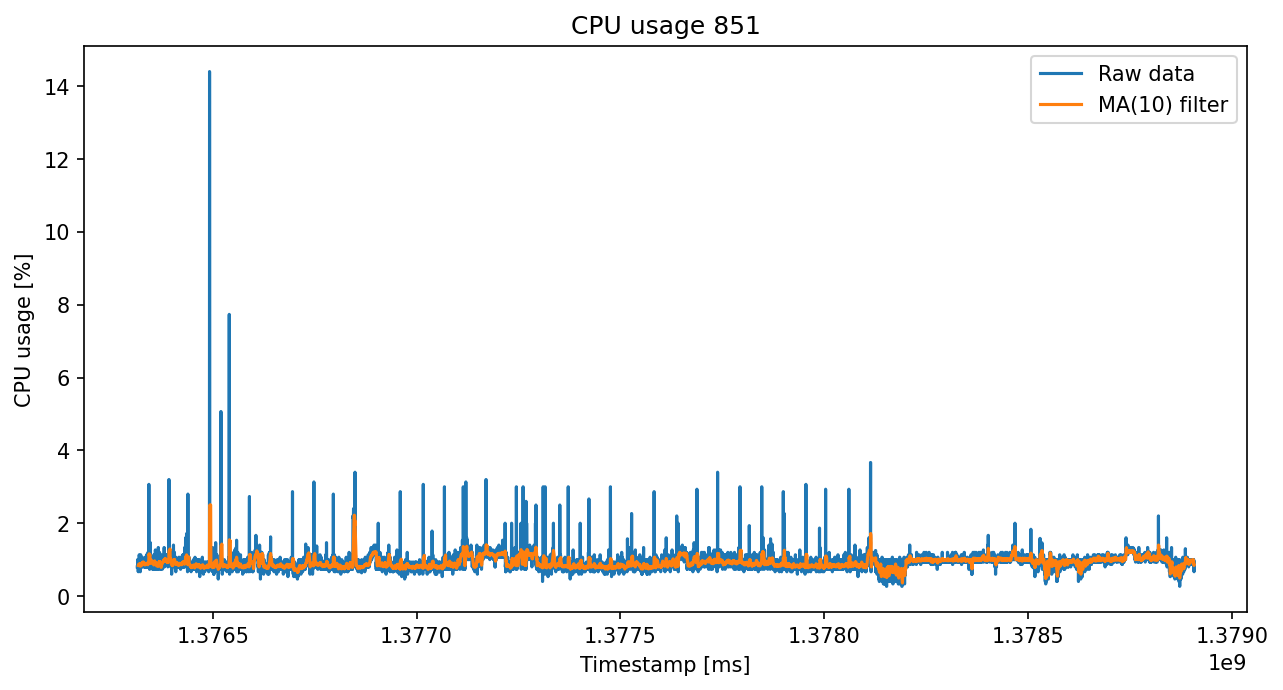 CPU usage 851
Raw data
MA(10) filter
CPU usage [%]
14
12
10
8
6
4
2
0
1.3765 1.3770 1.3775 1.3780 1.3785 1.3790
1e9
Timestamp [ms]